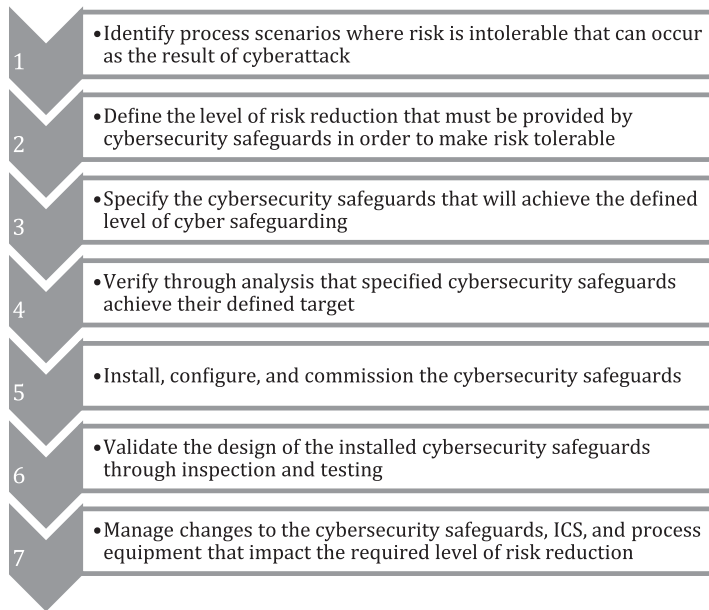 1
•Identify process scenarios where risk is intolerable that can occur
as the result of cyberattack
2
•Define the level of risk reduction that must be provided by
cybersecurity safeguards in order to make risk tolerable
3
•Specify the cybersecurity safeguards that will achieve the defined
level of cyber safeguarding
4
•Verify through analysis that specified cybersecurity safeguards
achieve their defined target
5
•Install, configure, and commission the cybersecurity safeguards
6
•Validate the design of the installed cybersecurity safeguards
through inspection and testing
7
•Manage changes to the cybersecurity safeguards, ICS, and process
equipment that impact the required level of risk reduction